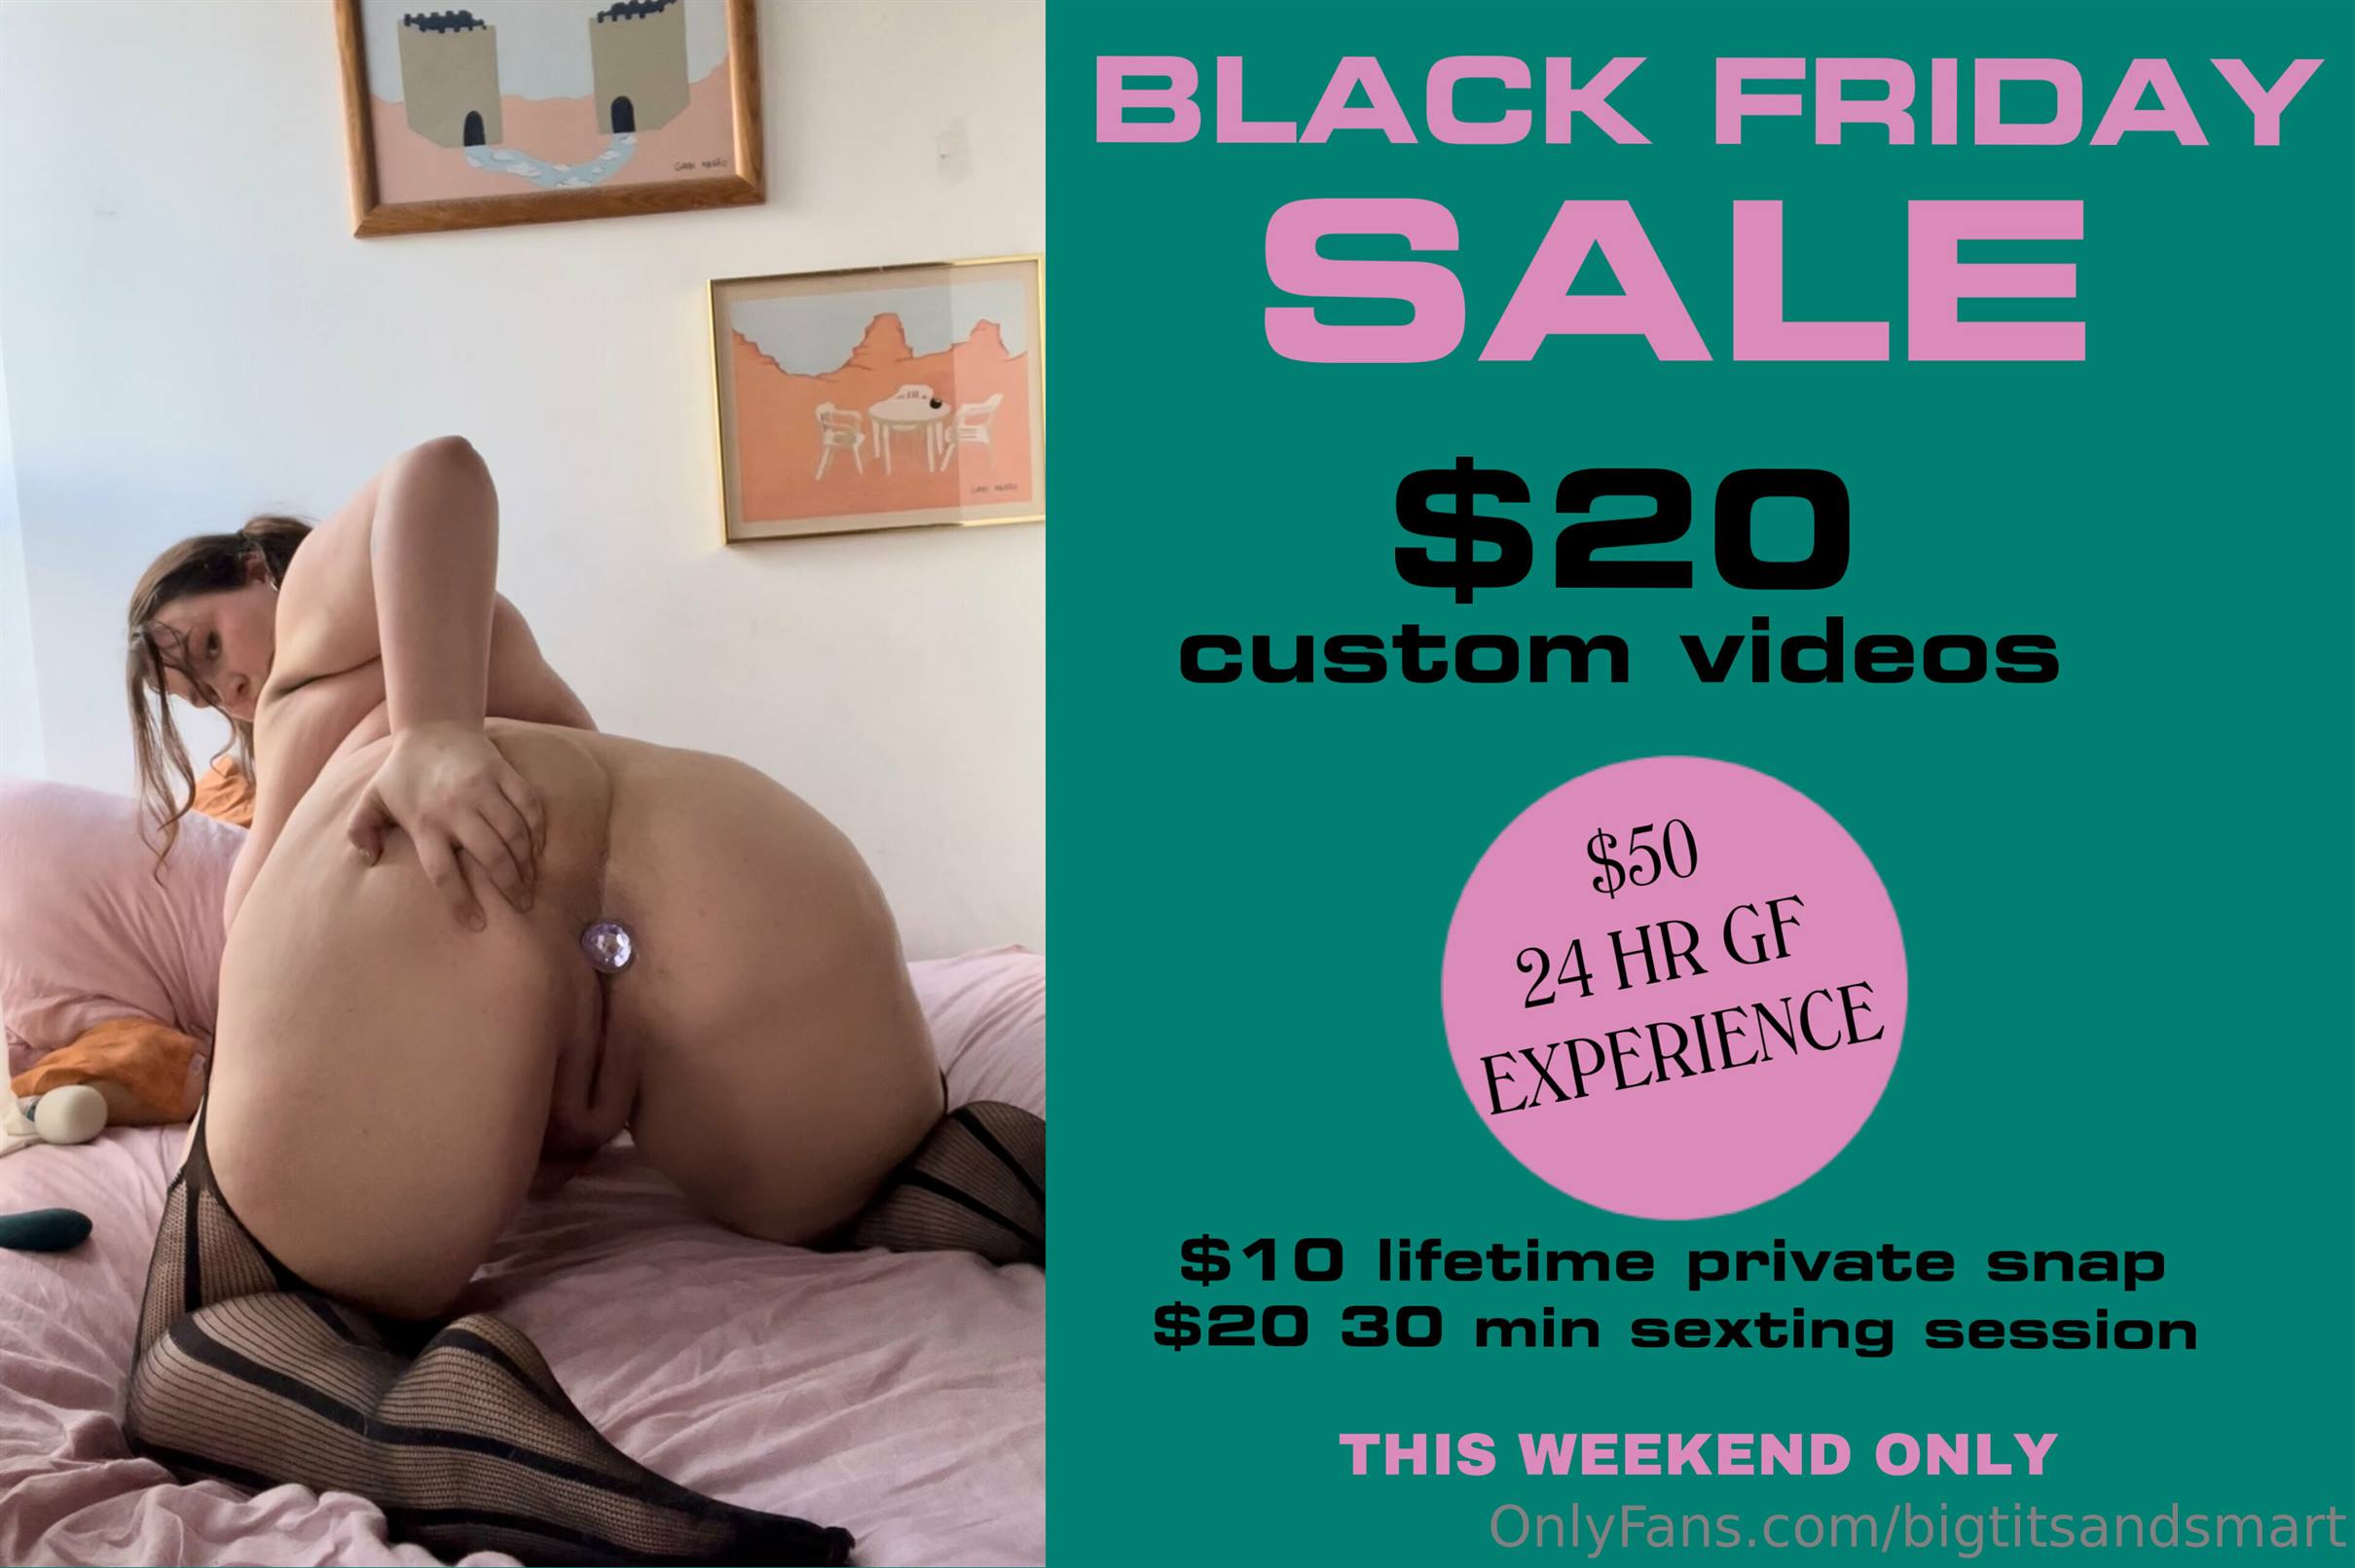 BLACK FRIDAY
SALE
$20
custom videos
$50
24 HR GF
EXPERIENCE
$10 lifetime private snap
$20 30 min sexting session
THIS WEEKEND ONLY
OnlyFans.com/bigtitsandsmart